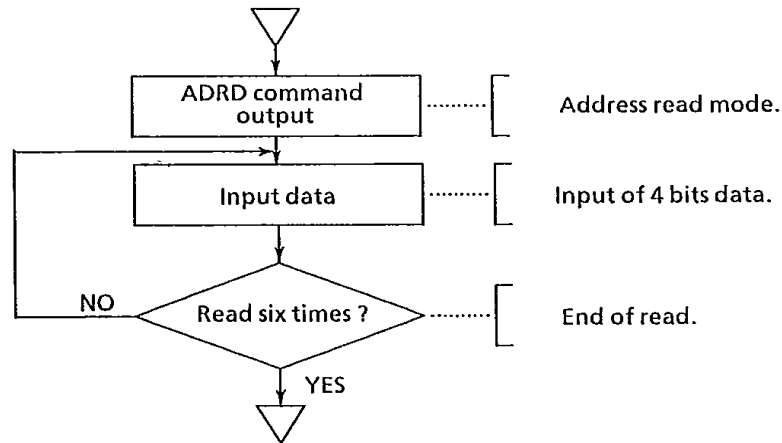 ADRD command
output
Address read mode.
Input data
Input of 4 bits data.
NO
Read six times ?
End of read.
YES